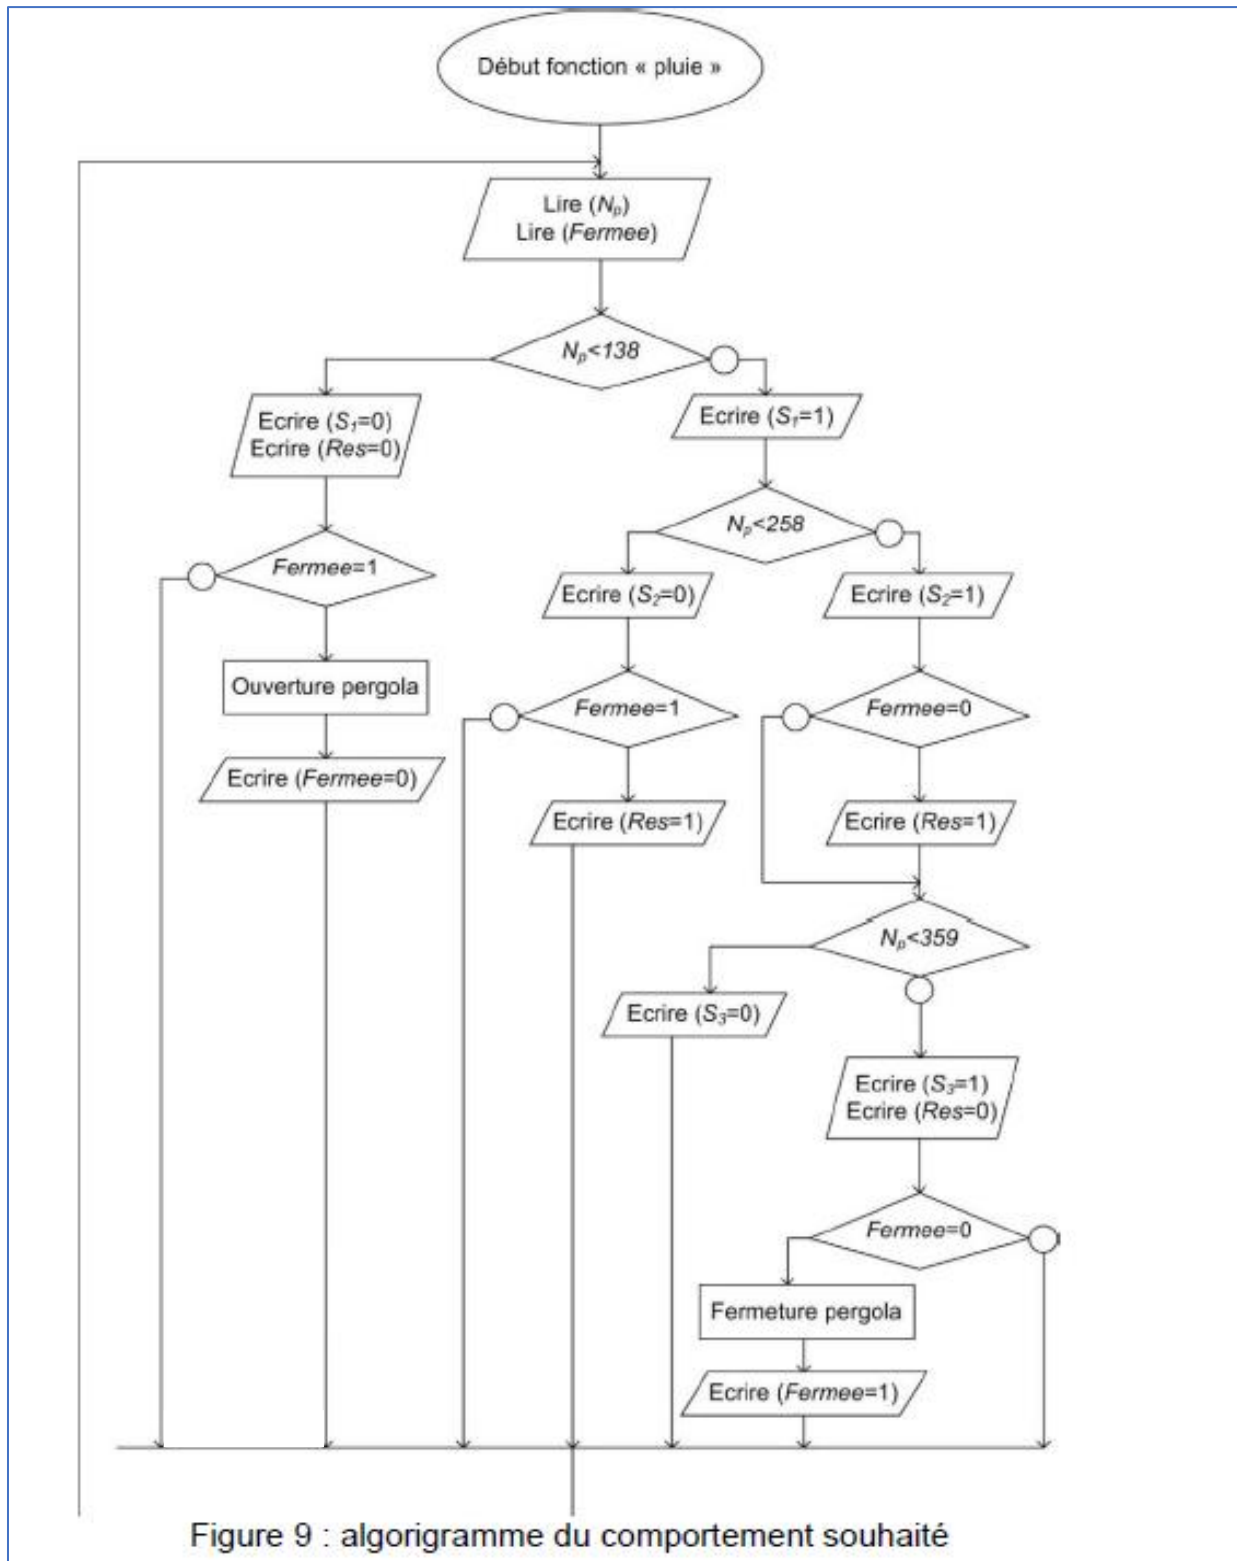 Début fonction « pluie »
Lire (Nₚ)
Lire (Fermee)
Nₚ<138
Ecrire (S₁=0)
Ecrire (Res=0)
Ecrire (S₁=1)
Nₚ<258
Fermee=1
Ecrire (S₂=0)
Ecrire (S₂=1)
Ouverture pergola
Fermee=1
Fermee=0
Ecrire (Fermee=0)
Ecrire (Res=1)
Ecrire (Res=1)
Nₚ<359
Ecrire (S₃=0)
Ecrire (S₃=1)
Ecrire (Res=0)
Fermee=0
Fermeture pergola
Ecrire (Fermee=1)
Figure 9 : algorigramme du comportement souhaité